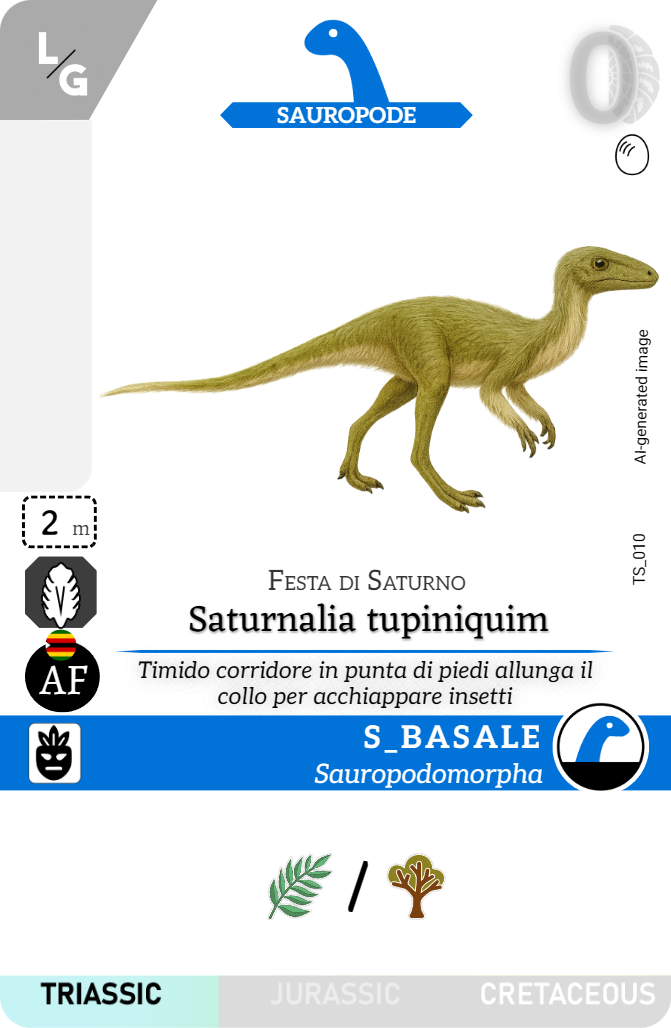 L/G
SAUROPODE
0
AI-generated image
2 m
TS_010
Festa di Saturno
Saturnalia tupiniquim
AF
Timido corridore in punta di piedi allunga il
collo per acchiappare insetti
S_BASALE
Sauropodomorpha
/
TRIASSIC JURASSIC CRETACEOUS